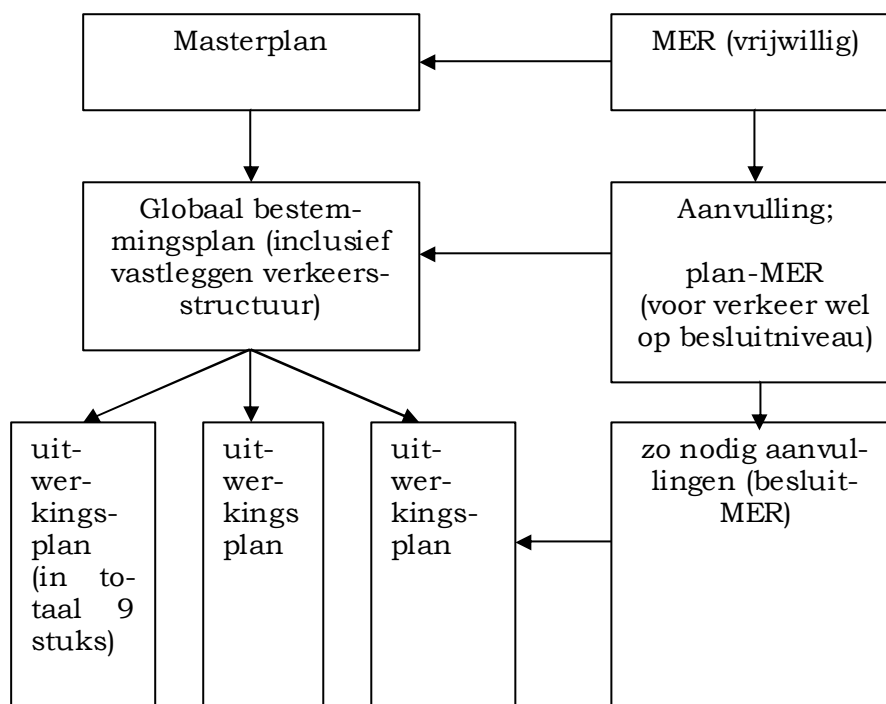 Masterplan
MER (vrijwillig)
Globaal bestem-
mingsplan (inclusief
vastleggen verkeers-
structuur)
Aanvulling;
plan-MER
(voor verkeer wel
op besluitniveau)
uit-
wer-
kings-
plan
(in to-
taal 9
stuks)
uit-
wer-
kings
plan
uit-
wer-
kings-
plan
zo nodig aanvul-
lingen (besluit-
MER)